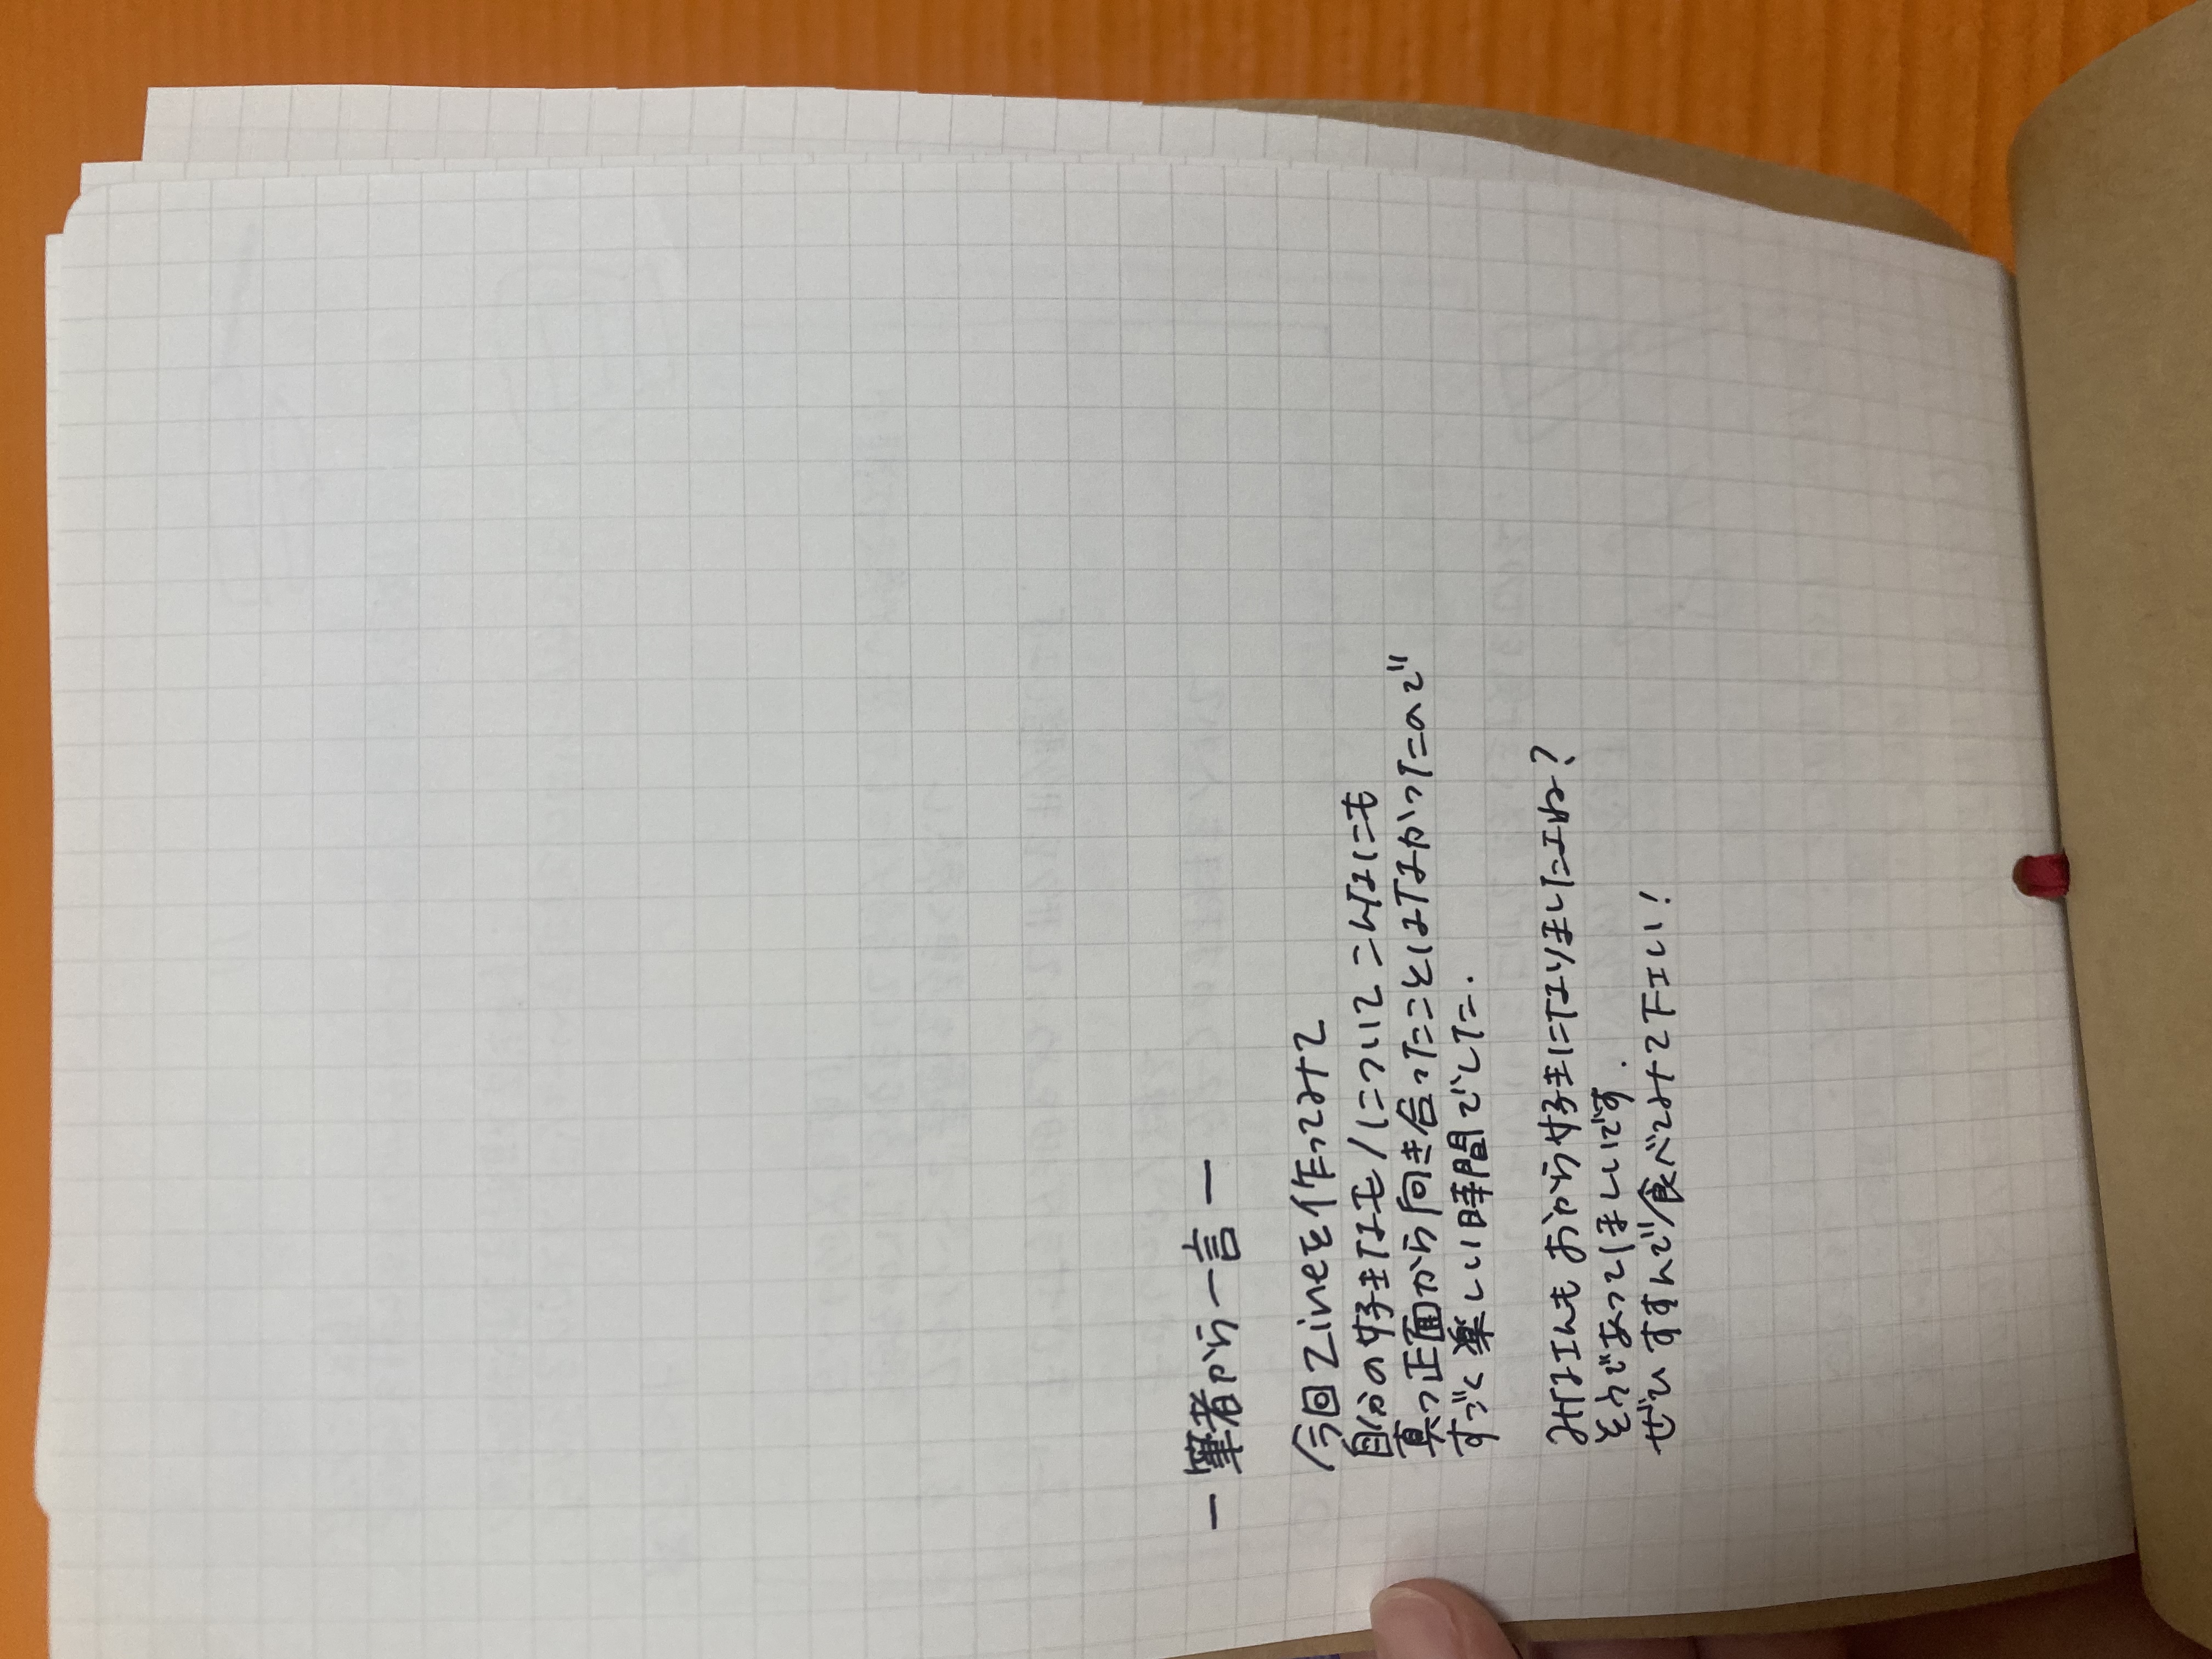 — 筆者から一言 —
今回Zineを作ってみて
自分の好きなモノについて こんなにも
真っ正面から向き合ったことはなかったので
すごく楽しい時間でした.
みなさんも おから好きになりましたよね?
そうであってほしいです.
ぜひ すすんで食べてみて下さい!